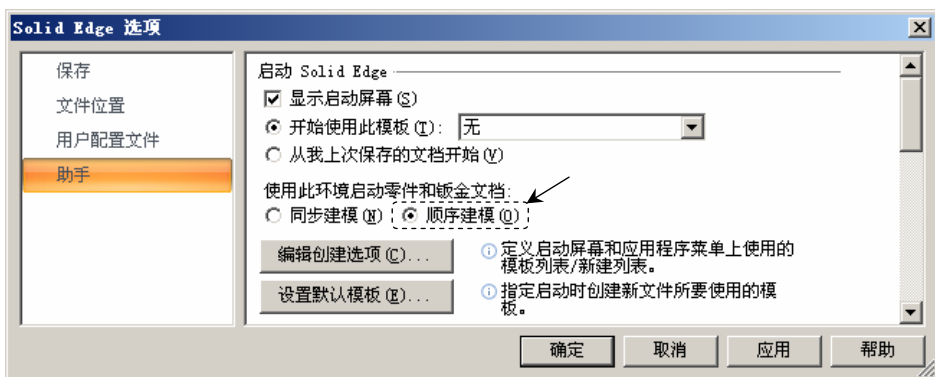 Solid Edge 选项
保存
文件位置
用户配置文件
助手
启动 Solid Edge
显示启动屏幕(S)
开始使用此模板(T): 无
从我上次保存的文档开始(V)
使用此环境启动零件和钣金文档:
同步建模(N) 顺序建模(O)
编辑创建选项(C)... 定义启动屏幕和应用程序菜单上使用的
模板列表/新建列表。
设置默认模板(E)... 指定启动时创建新文件所要使用的模
板。
确定 取消 应用 帮助